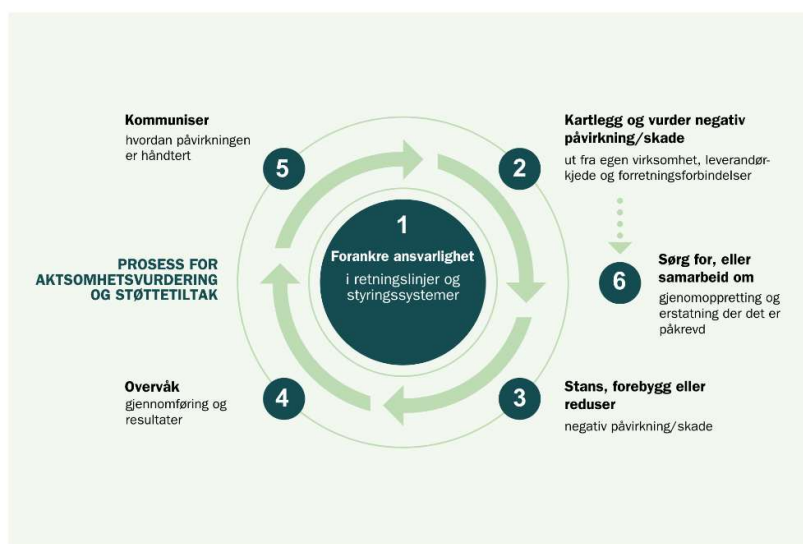 PROSESS FOR
AKTSOMHETSVURDERING
OG STØTTETILTAK
1
Forankre ansvarlighet
i retningslinjer og
styringssystemer
2
Kartlegg og vurder negativ
påvirkning/skade
ut fra egen virksomhet, leverandør-
kjede og forretningsforbindelser
3
Stans, forebygg eller
reduser
negativ påvirkning/skade
4
Overvåk
gjennomføring og
resultater
5
Kommuniser
hvordan påvirkningen
er håndtert
6
Sørg for, eller
samarbeid om
gjenomoppretting og
erstatning der det er
påkrevd